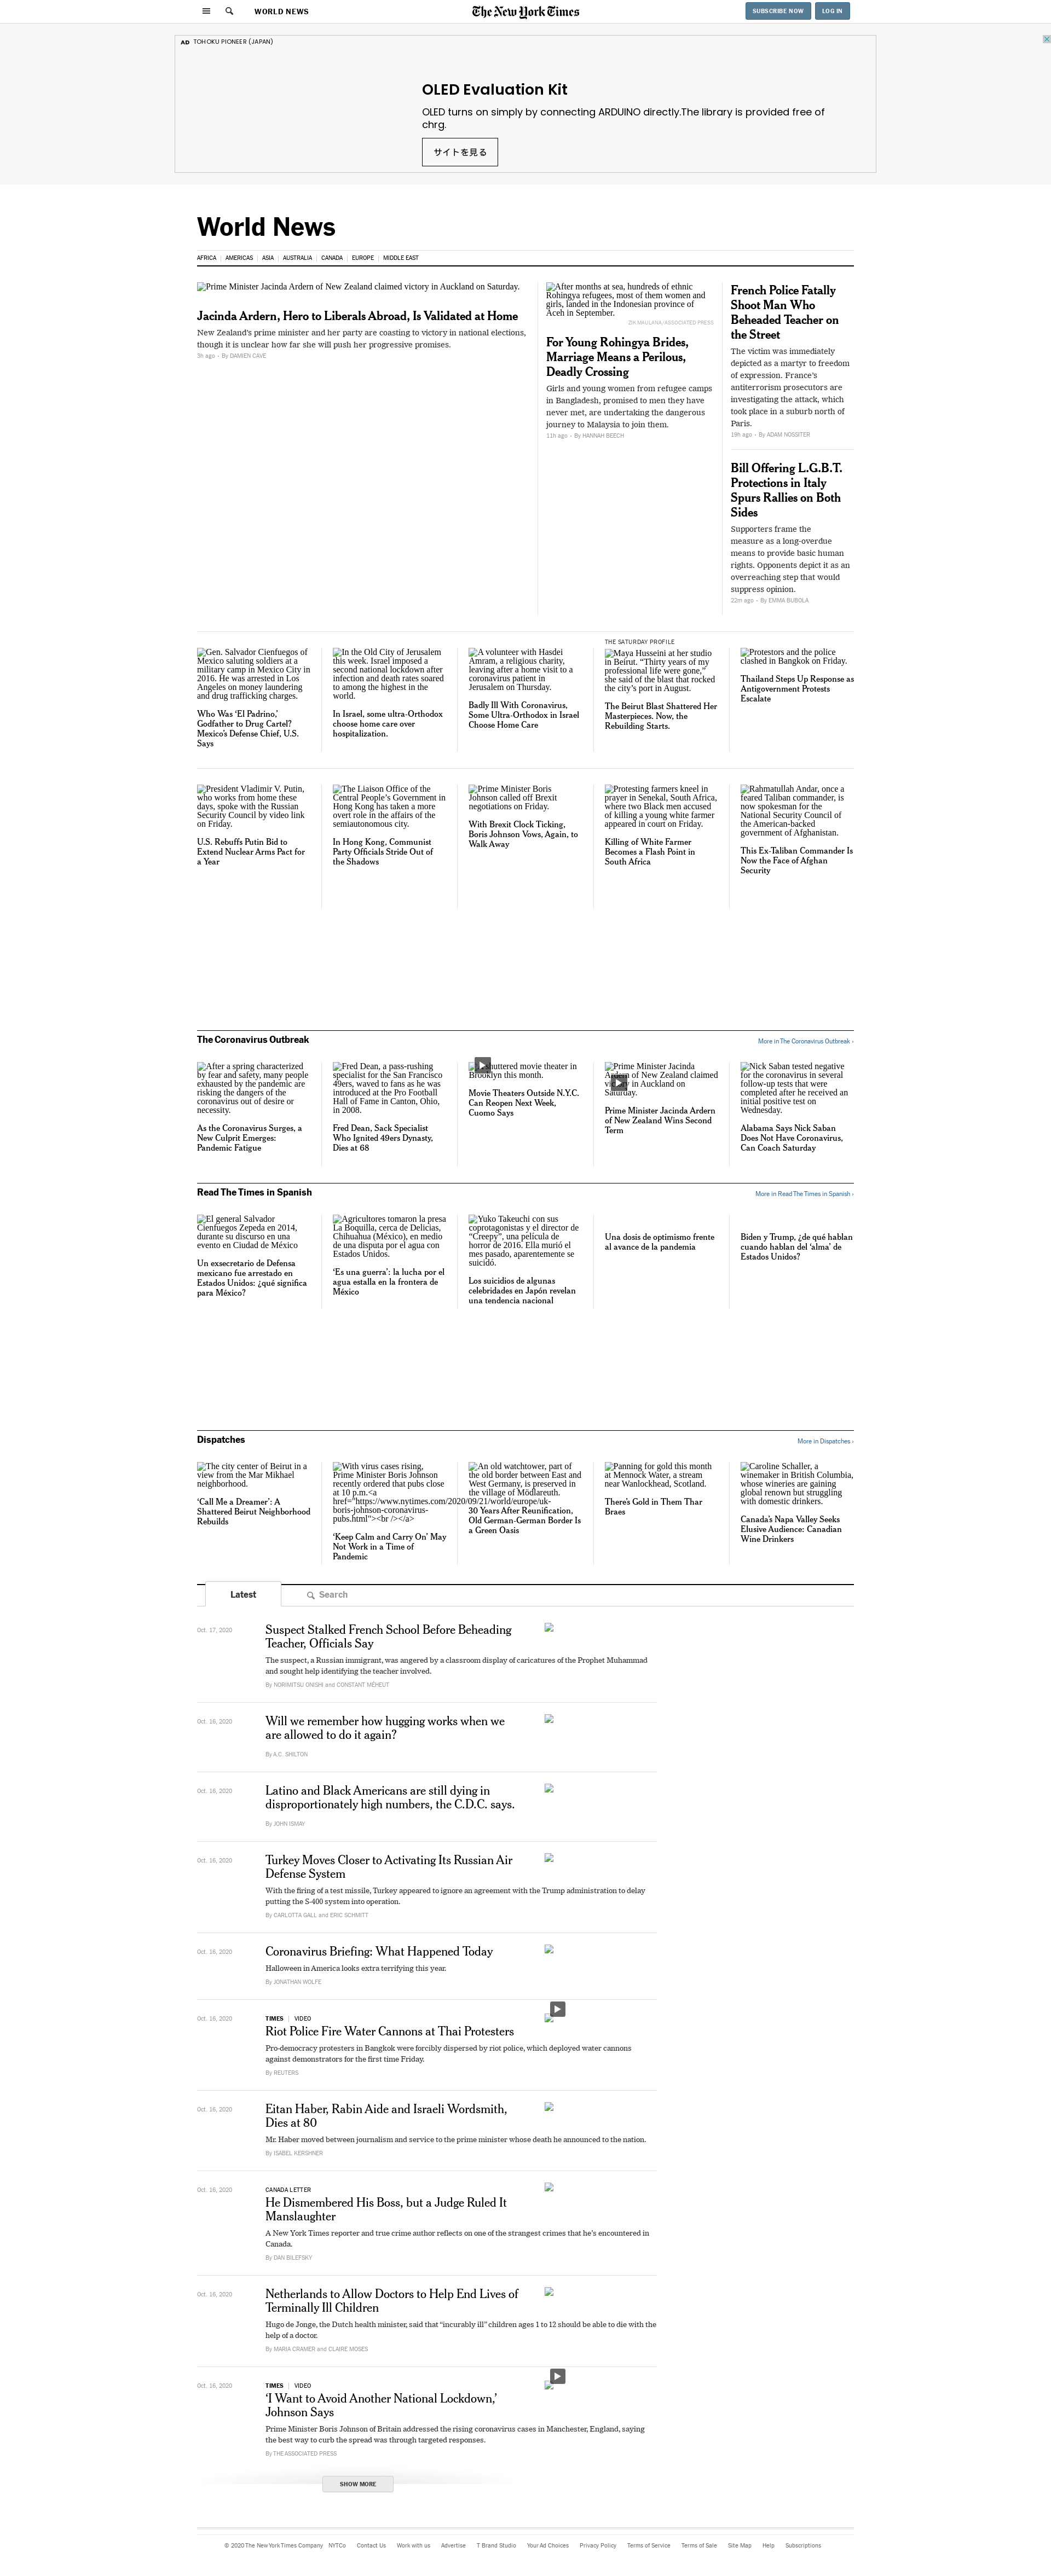 WORLD NEWS
The New York Times
SUBSCRIBE NOW
LOG IN
AD TOHOKU PIONEER (JAPAN)
OLED Evaluation Kit
OLED turns on simply by connecting ARDUINO directly.The library is provided free of
chrg.
サイトを見る
World News
AFRICA | AMERICAS | ASIA | AUSTRALIA | CANADA | EUROPE | MIDDLE EAST
Prime Minister Jacinda Ardern of New Zealand claimed victory in Auckland on Saturday.
Jacinda Ardern, Hero to Liberals Abroad, Is Validated at Home
New Zealand's prime minister and her party are coasting to victory in national elections,
though it is unclear how far she will push her progressive promises.
3h ago • By DAMIEN CAVE
After months at sea, hundreds of ethnic
Rohingya refugees, most of them women and
girls, landed in the Indonesian province of
Aceh in September.
ZIK MAULANA/ASSOCIATED PRESS
For Young Rohingya Brides,
Marriage Means a Perilous,
Deadly Crossing
Girls and young women from refugee camps
in Bangladesh, promised to men they have
never met, are undertaking the dangerous
journey to Malaysia to join them.
11h ago • By HANNAH BEECH
French Police Fatally
Shoot Man Who
Beheaded Teacher on
the Street
The victim was immediately
depicted as a martyr to freedom
of expression. France's
antiterrorism prosecutors are
investigating the attack, which
took place in a suburb north of
Paris.
19h ago • By ADAM NOSSITER
Bill Offering L.G.B.T.
Protections in Italy
Spurs Rallies on Both
Sides
Supporters frame the
measure as a long-overdue
means to provide basic human
rights. Opponents depict it as an
overreaching step that would
suppress opinion.
22m ago • By EMMA BUBOLA
Gen. Salvador Cienfuegos of
Mexico saluting soldiers at a
military camp in Mexico City in
2016. He was arrested in Los
Angeles on money laundering
and drug trafficking charges.
Who Was ‘El Padrino,’
Godfather to Drug Cartel?
Mexico's Defense Chief, U.S.
Says
In the Old City of Jerusalem
this week. Israel imposed a
second national lockdown after
infection and death rates soared
to among the highest in the
world.
In Israel, some ultra-Orthodox
choose home care over
hospitalization.
A volunteer with Hasdei
Amram, a religious charity,
leaving after a home visit to a
coronavirus patient in
Jerusalem on Thursday.
Badly Ill With Coronavirus,
Some Ultra-Orthodox in Israel
Choose Home Care
THE SATURDAY PROFILE
Maya Husseini at her studio
in Beirut. “Thirty years of my
professional life were gone,”
she said of the blast that rocked
the city’s port in August.
The Beirut Blast Shattered Her
Masterpieces. Now, the
Rebuilding Starts.
Protestors and the police
clashed in Bangkok on Friday.
Thailand Steps Up Response as
Antigovernment Protests
Escalate
President Vladimir V. Putin,
who works from home these
days, spoke with the Russian
Security Council by video link
on Friday.
U.S. Rebuffs Putin Bid to
Extend Nuclear Arms Pact for
a Year
The Liaison Office of the
Central People’s Government in
Hong Kong has taken a more
overt role in the affairs of the
semiautonomous city.
In Hong Kong, Communist
Party Officials Stride Out of
the Shadows
Prime Minister Boris
Johnson called off Brexit
negotiations on Friday.
With Brexit Clock Ticking,
Boris Johnson Vows, Again, to
Walk Away
Protesting farmers kneel in
prayer in Senekal, South Africa,
where two Black men accused
of killing a young white farmer
appeared in court on Friday.
Killing of White Farmer
Becomes a Flash Point in
South Africa
Rahmatullah Andar, once a
feared Taliban commander, is
now spokesman for the
National Security Council of
the American-backed
government of Afghanistan.
This Ex-Taliban Commander Is
Now the Face of Afghan
Security
The Coronavirus Outbreak
More in The Coronavirus Outbreak ›
After a spring characterized
by fear and safety, many people
exhausted by the pandemic are
risking the dangers of the
coronavirus out of desire or
necessity.
As the Coronavirus Surges, a
New Culprit Emerges:
Pandemic Fatigue
Fred Dean, a pass-rushing
specialist for the San Francisco
49ers, waved to fans as he was
introduced at the Pro Football
Hall of Fame in Canton, Ohio,
in 2008.
Fred Dean, Sack Specialist
Who Ignited 49ers Dynasty,
Dies at 68
shuttered movie theater in
Brooklyn this month.
Movie Theaters Outside N.Y.C.
Can Reopen Next Week,
Cuomo Says
Prime Minister Jacinda
Ardern of New Zealand claimed
victory in Auckland on
Saturday.
Prime Minister Jacinda Ardern
of New Zealand Wins Second
Term
Nick Saban tested negative
for the coronavirus in several
follow-up tests that were
completed after he received an
initial positive test on
Wednesday.
Alabama Says Nick Saban
Does Not Have Coronavirus,
Can Coach Saturday
Read The Times in Spanish
More in Read The Times in Spanish ›
El general Salvador
Cienfuegos Zepeda en 2014,
durante su discurso en una
evento en Ciudad de México
Un exsecretario de Defensa
mexicano fue arrestado en
Estados Unidos: ¿qué significa
para México?
Agricultores tomaron la presa
La Boquilla, cerca de Delicias,
Chihuahua (México), en medio
de una disputa por el agua con
Estados Unidos.
‘Es una guerra’: la lucha por el
agua estalla en la frontera de
México
Yuko Takeuchi con sus
coprotagonistas y el director de
“Creepy”, una película de
horror de 2016. Ella murió el
mes pasado, aparentemente se
suicidó.
Los suicidios de algunas
celebridades en Japón revelan
una tendencia nacional
Una dosis de optimismo frente
al avance de la pandemia
Biden y Trump, ¿de qué hablan
cuando hablan del ‘alma’ de
Estados Unidos?
Dispatches
More in Dispatches ›
The city center of Beirut in a
view from the Mar Mikhael
neighborhood.
‘Call Me a Dreamer’: A
Shattered Beirut Neighborhood
Rebuilds
With virus cases rising,
Prime Minister Boris Johnson
recently ordered that pubs close
at 10 p.m.<a
href="https://www.nytimes.com/2020/09/21/world/europe/uk-
boris-johnson-coronavirus-
pubs.html"><br /></a>
‘Keep Calm and Carry On’ May
Not Work in a Time of
Pandemic
An old watchtower, part of
the old border between East and
West Germany, is preserved in
the village of Mödlareuth.
30 Years After Reunification,
Old German-German Border Is
a Green Oasis
Panning for gold this month
at Mennock Water, a stream
near Wanlockhead, Scotland.
There’s Gold in Them Thar
Braes
Caroline Schaller, a
winemaker in British Columbia,
whose wineries are gaining
global renown but struggling
with domestic drinkers.
Canada’s Napa Valley Seeks
Elusive Audience: Canadian
Wine Drinkers
Latest
Search
Oct. 17, 2020
Suspect Stalked French School Before Beheading
Teacher, Officials Say
The suspect, a Russian immigrant, was angered by a classroom display of caricatures of the Prophet Muhammad
and sought help identifying the teacher involved.
By NORIMITSU ONISHI and CONSTANT MÉHEUT
Oct. 16, 2020
Will we remember how hugging works when we
are allowed to do it again?
By A.C. SHILTON
Oct. 16, 2020
Latino and Black Americans are still dying in
disproportionately high numbers, the C.D.C. says.
By JOHN ISMAY
Oct. 16, 2020
Turkey Moves Closer to Activating Its Russian Air
Defense System
With the firing of a test missile, Turkey appeared to ignore an agreement with the Trump administration to delay
putting the S-400 system into operation.
By CARLOTTA GALL and ERIC SCHMITT
Oct. 16, 2020
Coronavirus Briefing: What Happened Today
Halloween in America looks extra terrifying this year.
By JONATHAN WOLFE
Oct. 16, 2020
TIMES | VIDEO
Riot Police Fire Water Cannons at Thai Protesters
Pro-democracy protesters in Bangkok were forcibly dispersed by riot police, which deployed water cannons
against demonstrators for the first time Friday.
By REUTERS
Oct. 16, 2020
Eitan Haber, Rabin Aide and Israeli Wordsmith,
Dies at 80
Mr. Haber moved between journalism and service to the prime minister whose death he announced to the nation.
By ISABEL KERSHNER
Oct. 16, 2020
CANADA LETTER
He Dismembered His Boss, but a Judge Ruled It
Manslaughter
A New York Times reporter and true crime author reflects on one of the strangest crimes that he’s encountered in
Canada.
By DAN BILEFSKY
Oct. 16, 2020
Netherlands to Allow Doctors to Help End Lives of
Terminally Ill Children
Hugo de Jonge, the Dutch health minister, said that “incurably ill” children ages 1 to 12 should be able to die with the
help of a doctor.
By MARIA CRAMER and CLAIRE MOSES
Oct. 16, 2020
TIMES | VIDEO
‘I Want to Avoid Another National Lockdown,’
Johnson Says
Prime Minister Boris Johnson of Britain addressed the rising coronavirus cases in Manchester, England, saying
the best way to curb the spread was through targeted responses.
By THE ASSOCIATED PRESS
SHOW MORE
© 2020 The New York Times Company NYTCo Contact Us Work with us Advertise T Brand Studio Your Ad Choices Privacy Policy Terms of Service Terms of Sale Site Map Help Subscriptions